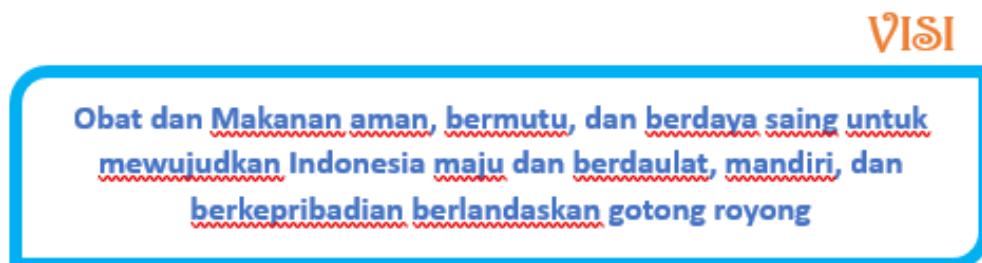 VISI
Obat dan Makanan aman, bermutu, dan berdaya saing untuk
mewujudkan Indonesia maju dan berdaulat, mandiri, dan
berkepribadian berlandaskan gotong royong